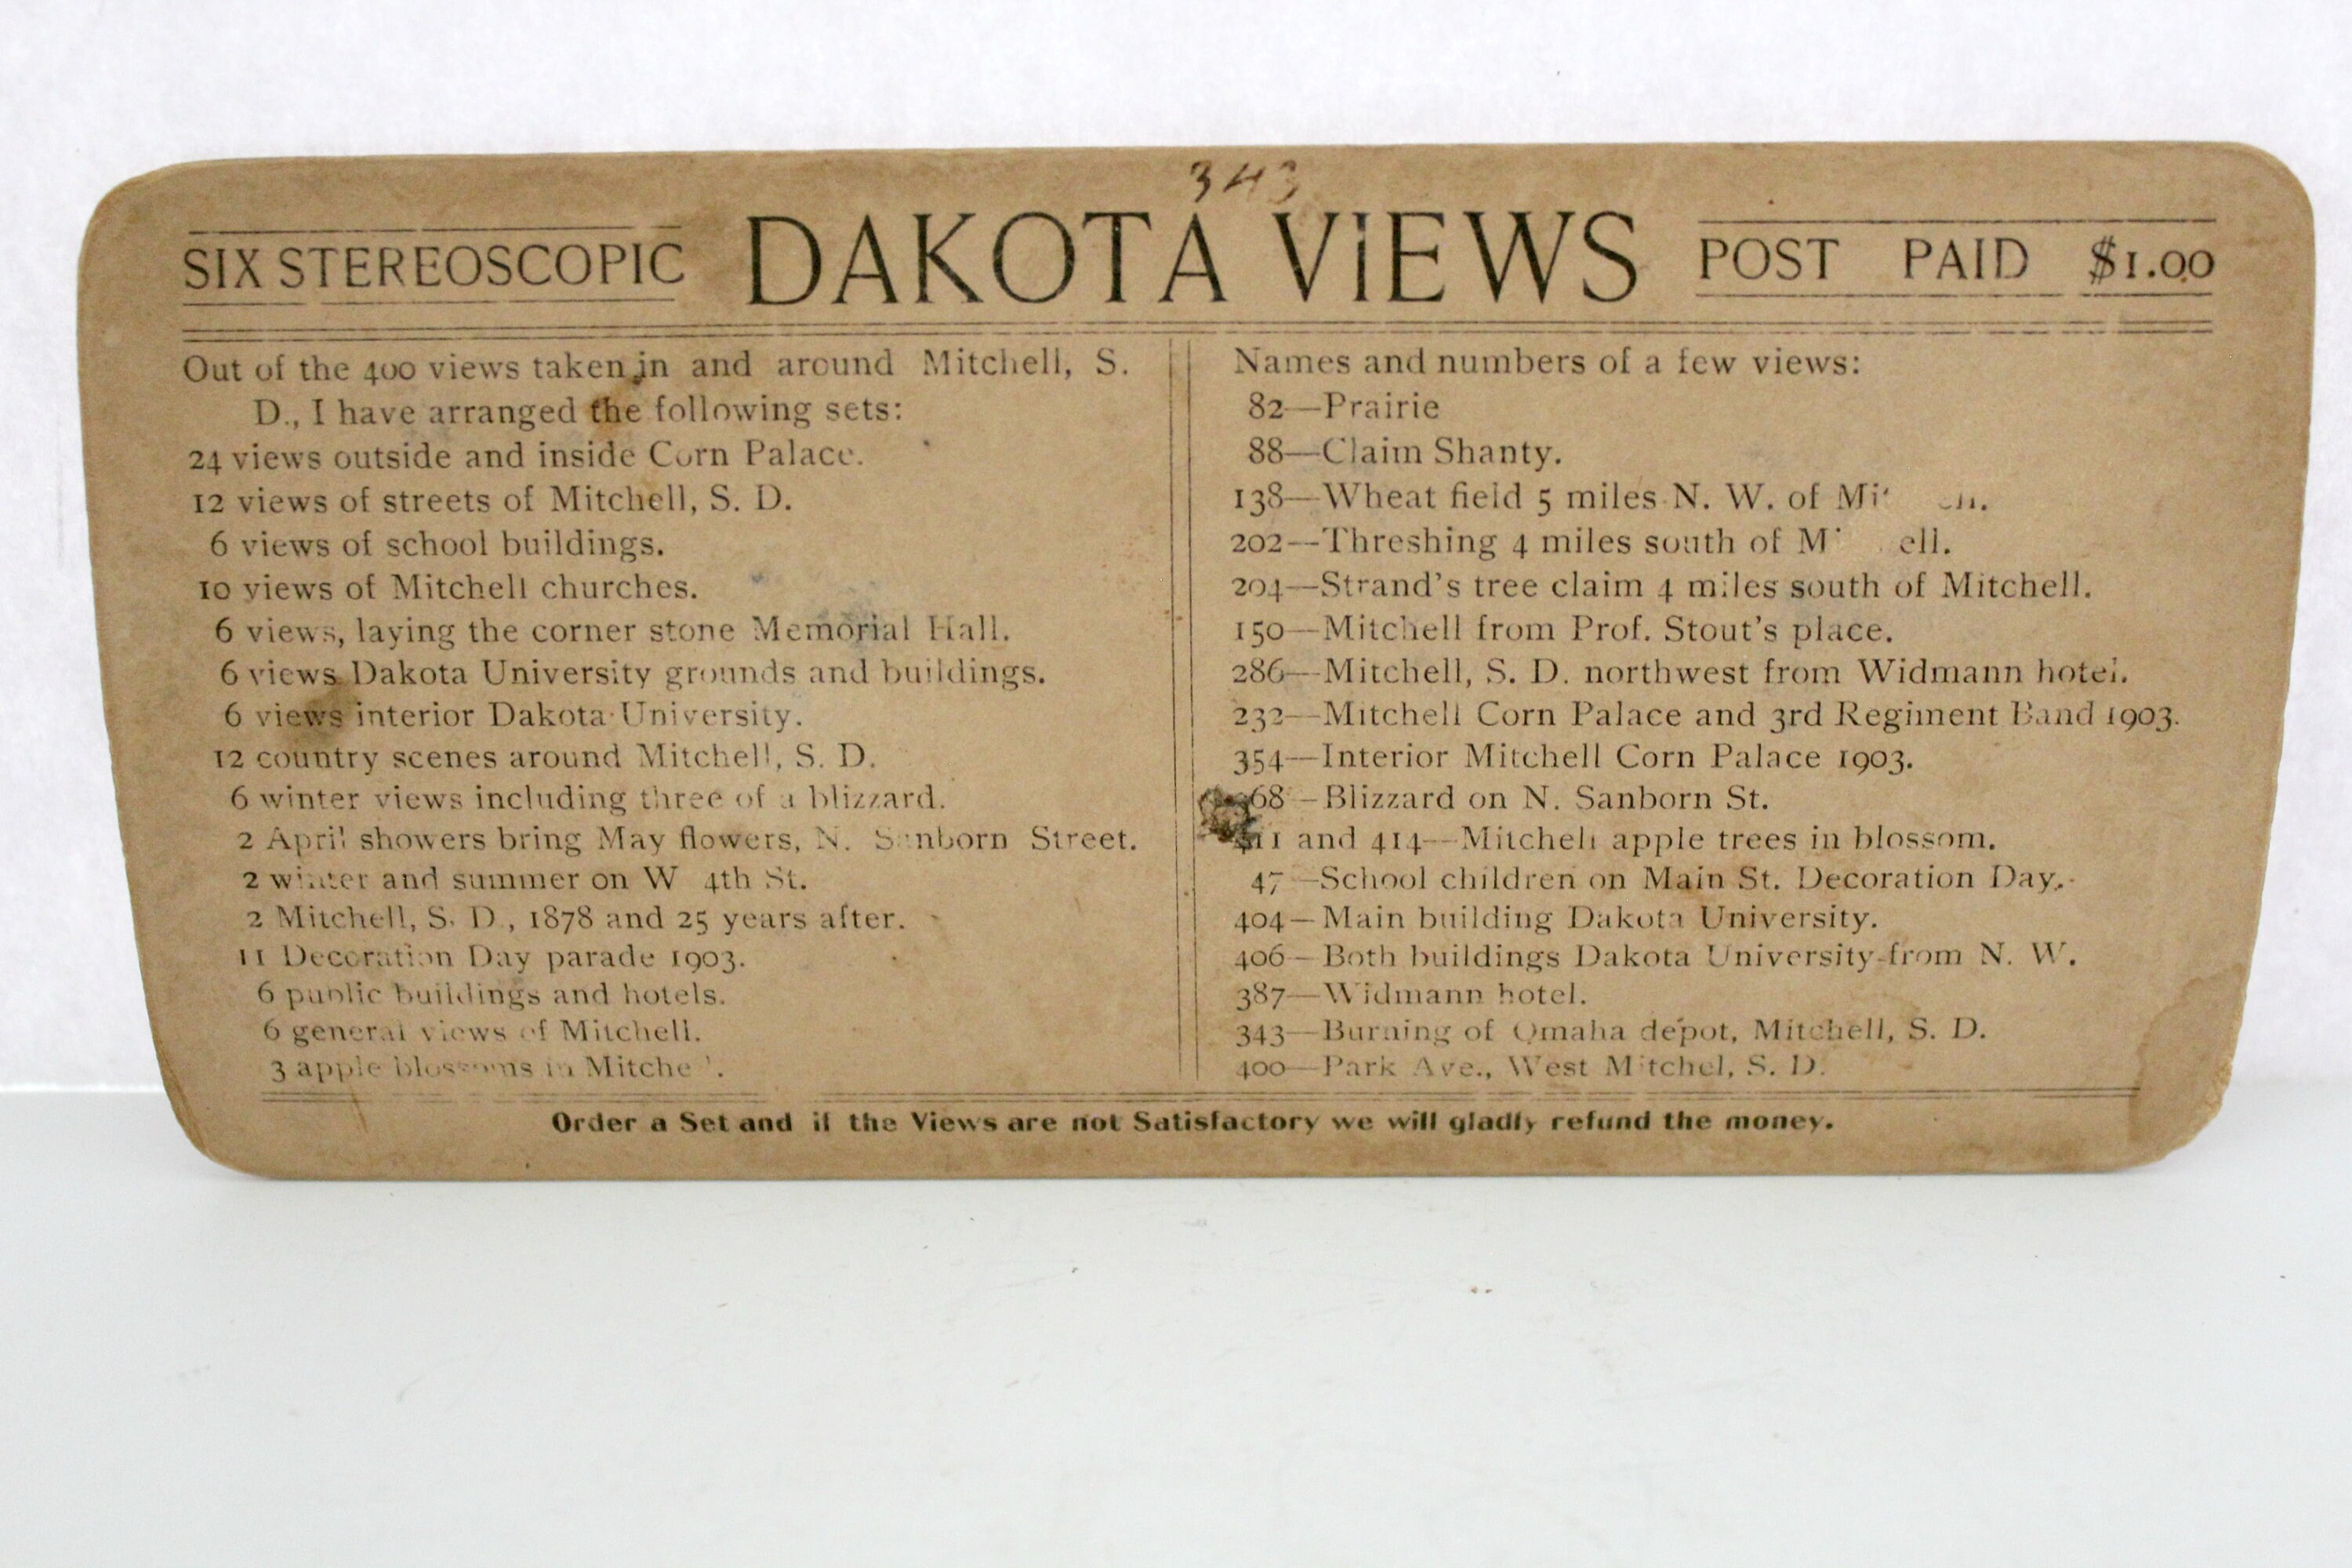 343
SIX STEREOSCOPIC DAKOTA VIEWS POST PAID $1.00
Out of the 400 views taken in and around Mitchell, S.
D., I have arranged the following sets:
24 views outside and inside Corn Palace.
12 views of streets of Mitchell, S. D.
6 views of school buildings.
10 views of Mitchell churches.
6 views, laying the corner stone Memorial Hall.
6 views Dakota University grounds and buildings.
6 views interior Dakota University.
12 country scenes around Mitchell, S. D.
6 winter views including three of a blizzard.
2 April showers bring May flowers, N. Sanborn Street.
2 winter and summer on W 4th St.
2 Mitchell, S. D., 1878 and 25 years after.
11 Decoration Day parade 1903.
6 public buildings and hotels.
6 general views of Mitchell.
3 apple blossoms in Mitchell.
Names and numbers of a few views:
82—Prairie
88—Claim Shanty.
138—Wheat field 5 miles N. W. of
202—Threshing 4 miles south of
204—Strand's tree claim 4 miles south of Mitchell.
150—Mitchell from Prof. Stout's place.
286—Mitchell, S. D. northwest from Widmann hotel.
232—Mitchell Corn Palace and 3rd Regiment Band 1903.
354—Interior Mitchell Corn Palace 1903.
—Blizzard on N. Sanborn St.
and 414—Mitchell apple trees in blossom.
47—School children on Main St. Decoration Day.
404—Main building Dakota University.
406—Both buildings Dakota University from N. W.
387—Widmann hotel.
343—Burning of Omaha depot, Mitchell, S. D.
400—Park Ave., West Mitchel, S. D.
Order a Set and if the Views are not Satisfactory we will gladly refund the money.